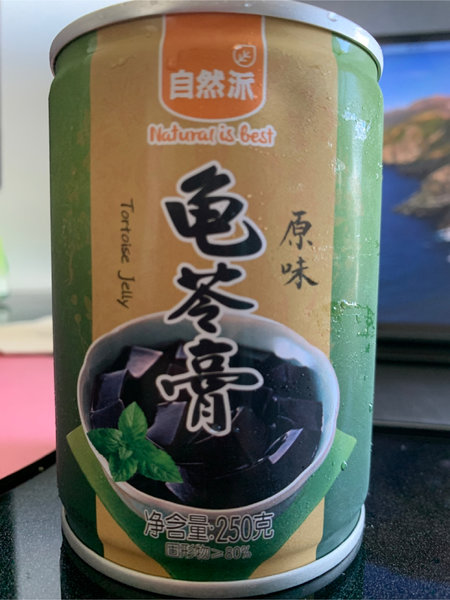 自然派
Natural is best
龟苓膏
原味
Tortoise Jelly
净含量:250克
固形物≥80%